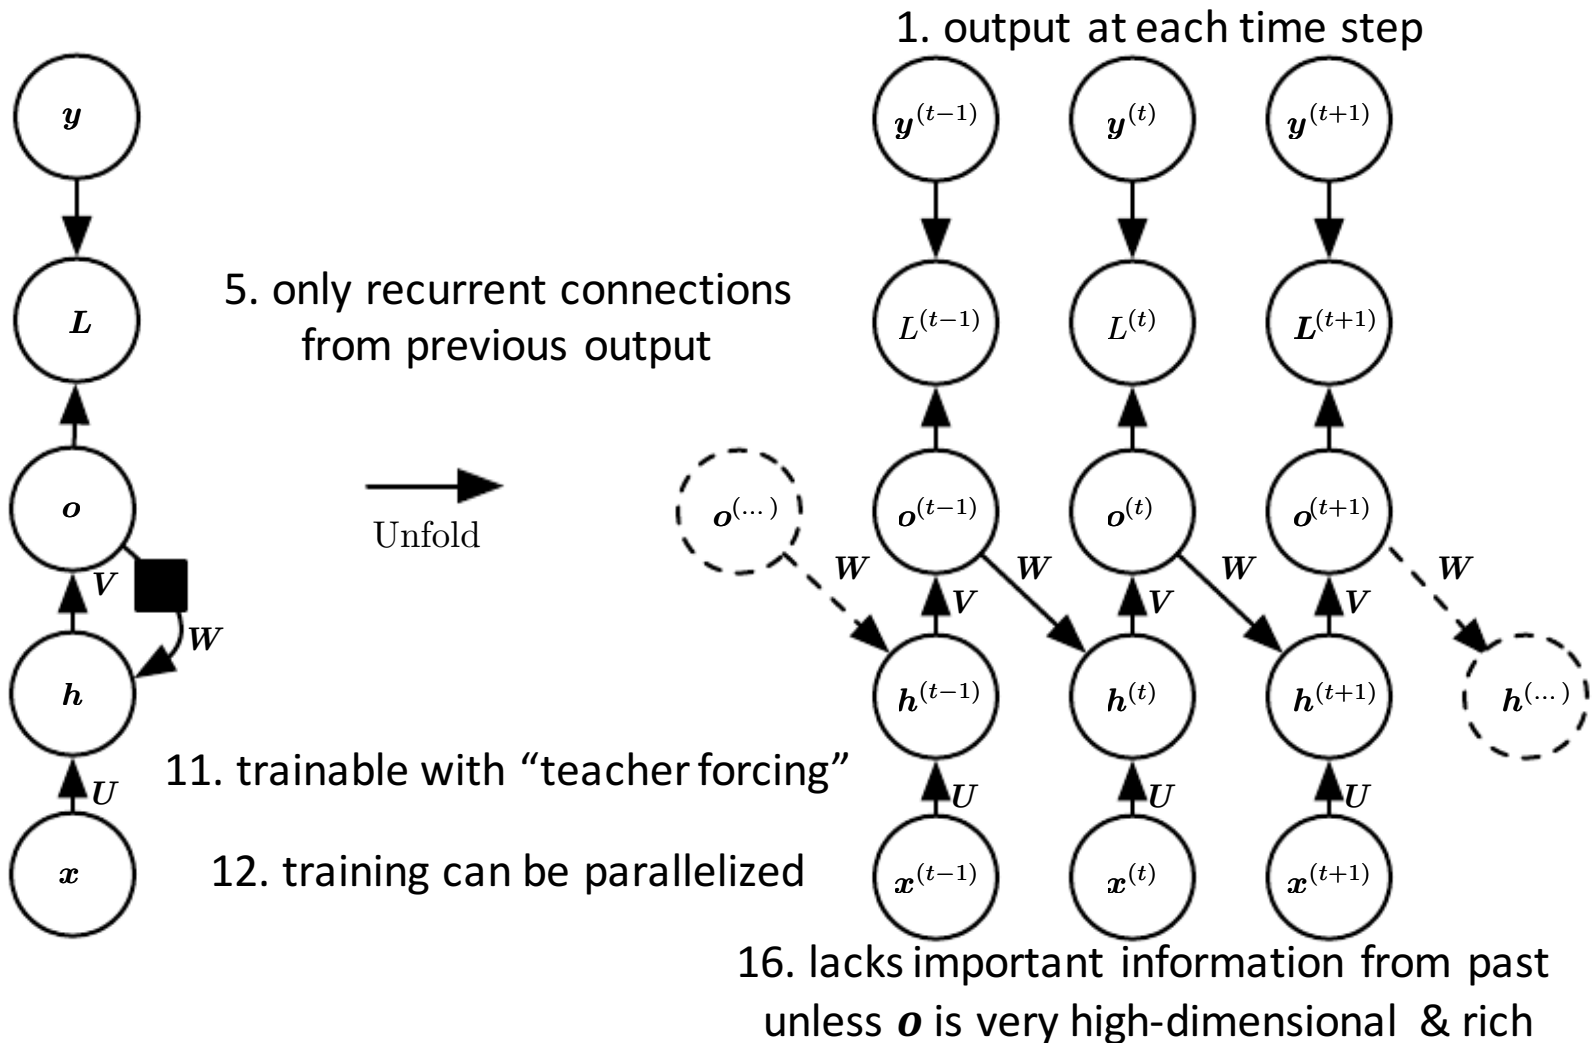 1. output at each time step
y y^(t−1) y^(t) y^(t+1)
5. only recurrent connections
from previous output
L L^(t−1) L^(t) L^(t+1)
o o^(...) o^(t−1) o^(t) o^(t+1)
Unfold
V W W W W
W V V V
h h^(t−1) h^(t) h^(t+1) h^(...)
11. trainable with “teacher forcing”
U U U U
12. training can be parallelized
x x^(t−1) x^(t) x^(t+1)
16. lacks important information from past
unless o is very high-dimensional & rich